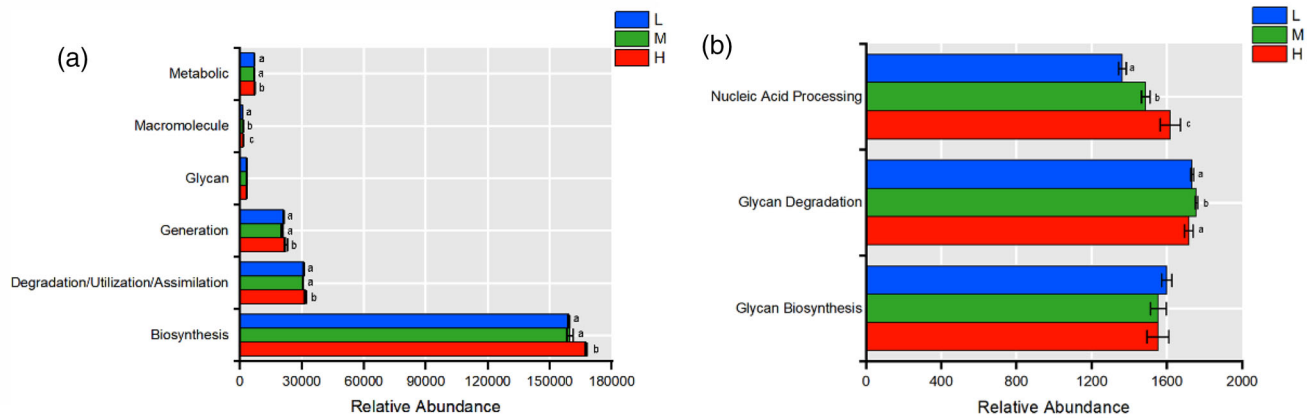 (a)
L
M
H
Metabolic
a
a
b
Macromolecule
a
b
c
Glycan
Generation
a
a
b
Degradation/Utilization/Assimilation
a
a
b
Biosynthesis
a
a
b
0 30000 60000 90000 120000 150000 180000
Relative Abundance
(b)
L
M
H
Nucleic Acid Processing
a
b
c
Glycan Degradation
a
b
a
Glycan Biosynthesis
0 400 800 1200 1600 2000
Relative Abundance